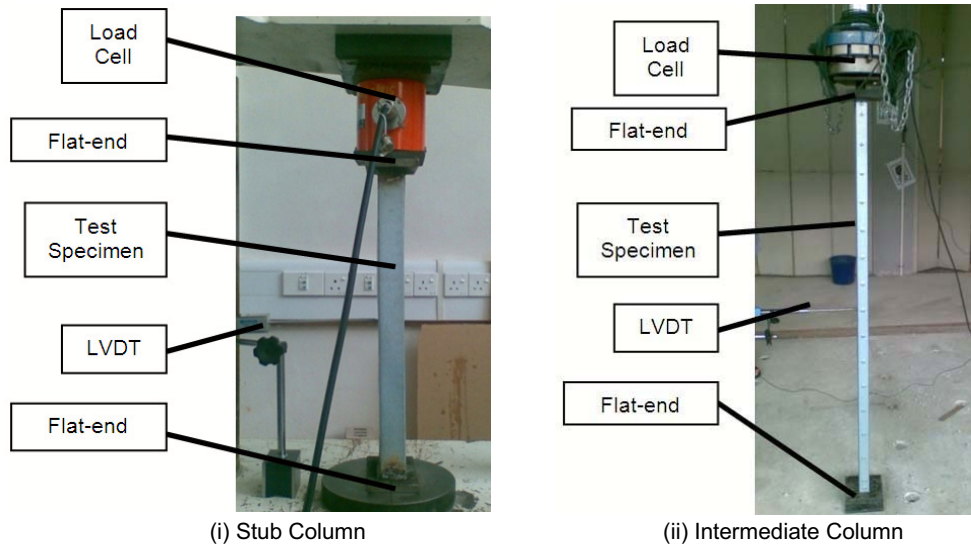 Load
Cell
Flat-end
Test
Specimen
LVDT
Flat-end
(i) Stub Column
Load
Cell
Flat-end
Test
Specimen
LVDT
Flat-end
(ii) Intermediate Column